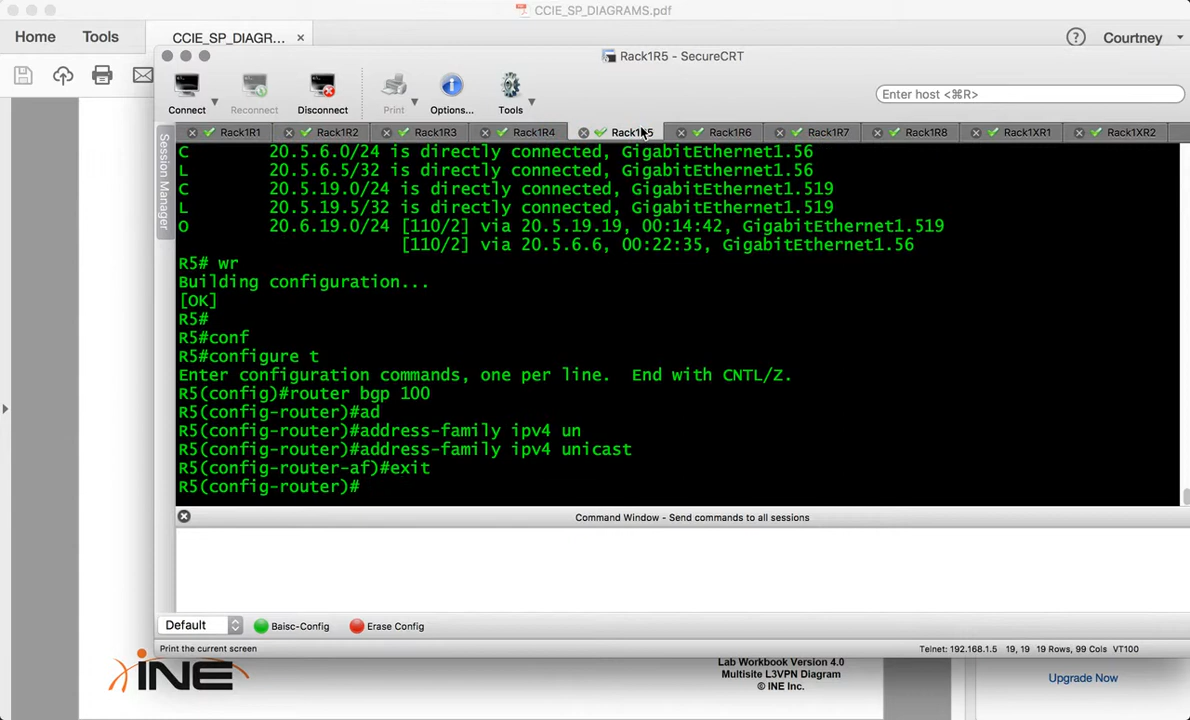 CCIE_SP_DIAGRAMS.pdf
Home Tools CCIE_SP_DIAGR... × ? Courtney
Rack1R5 - SecureCRT
Connect Reconnect Disconnect Print Options... Tools
Enter host <⌘R>
Session Manager
Rack1R1 Rack1R2 Rack1R3 Rack1R4 Rack1R5 Rack1R6 Rack1R7 Rack1R8 Rack1XR1 Rack1XR2
C 20.5.6.0/24 is directly connected, GigabitEthernet1.56
L 20.5.6.5/32 is directly connected, GigabitEthernet1.56
C 20.5.19.0/24 is directly connected, GigabitEthernet1.519
L 20.5.19.5/32 is directly connected, GigabitEthernet1.519
O 20.6.19.0/24 [110/2] via 20.5.19.19, 00:14:42, GigabitEthernet1.519
[110/2] via 20.5.6.6, 00:22:35, GigabitEthernet1.56
R5# wr
Building configuration...
[OK]
R5#
R5#conf
R5#configure t
Enter configuration commands, one per line. End with CNTL/Z.
R5(config)#router bgp 100
R5(config-router)#ad
R5(config-router)#address-family ipv4 un
R5(config-router)#address-family ipv4 unicast
R5(config-router-af)#exit
R5(config-router)#
Command Window - Send commands to all sessions
Default Baisc-Config Erase Config
Print the current screen Telnet: 192.168.1.5 19, 19 19 Rows, 99 Cols VT100
INE
Lab Workbook Version 4.0
Multisite L3VPN Diagram
© INE Inc.
Upgrade Now